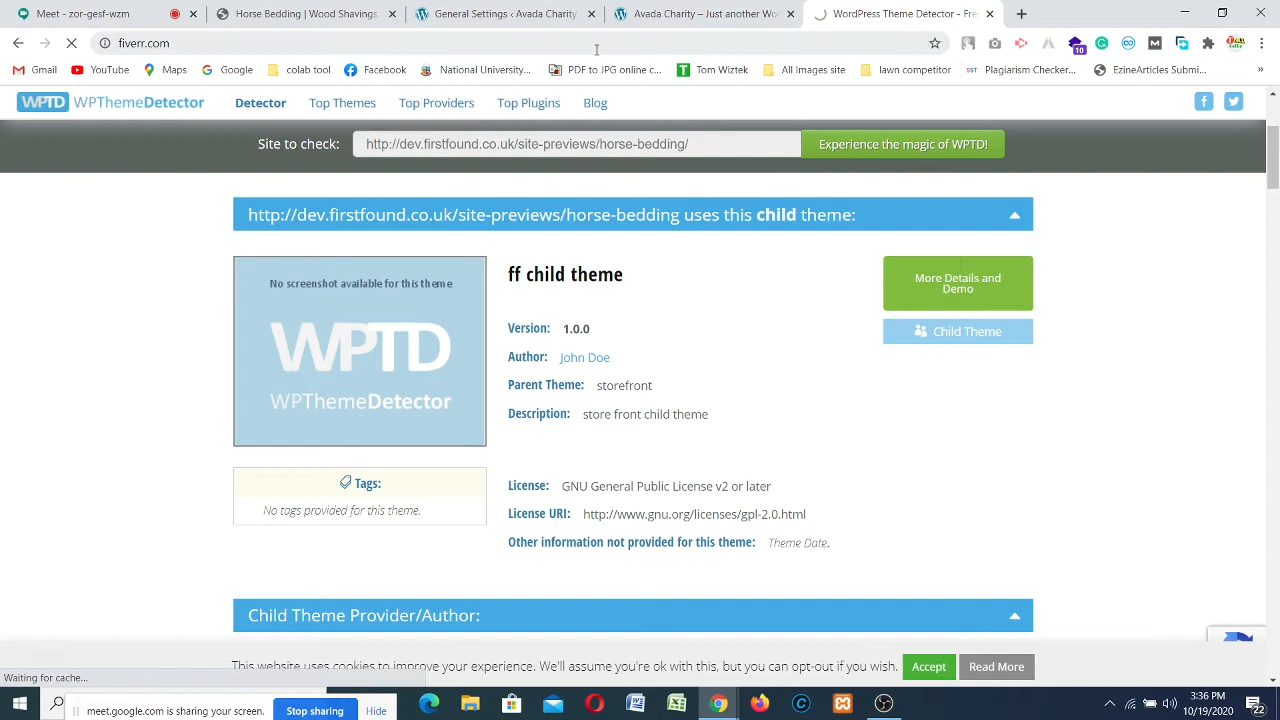 Meet - zor-zagg-asm
Horse Bedding | Wood Shavings
General Settings ‹ Avada Charity
Avada Charity – Just another Wo
WordPress Theme Detector - Fre
fiverr.com
10
Gmail
YouTube
Maps
Google
colab tool
Facebook
National University...
PDF to JPG online c...
Tom Wiztek
All Images site
lawn competitor
SST Plagiarism Checker...
EzineArticles Submi...
»
WPTD WPThemeDetector
Detector
Top Themes
Top Providers
Top Plugins
Blog
Site to check:
http://dev.firstfound.co.uk/site-previews/horse-bedding/
Experience the magic of WPTD!
http://dev.firstfound.co.uk/site-previews/horse-bedding uses this child theme:
No screenshot available for this theme
WPTD
WPThemeDetector
ff child theme
More Details and
Demo
Child Theme
Version: 1.0.0
Author: John Doe
Parent Theme: storefront
Description: store front child theme
Tags:
No tags provided for this theme.
License: GNU General Public License v2 or later
License URI: http://www.gnu.org/licenses/gpl-2.0.html
Other information not provided for this theme: Theme Date.
Child Theme Provider/Author:
This website uses cookies to improve your experience. We'll assume you're ok with this, but you can opt-out if you wish.
Accept
Read More
Waiting for cache...
meet.google.com is sharing your screen.
Stop sharing
Hide
3:36 PM
10/19/2020
22